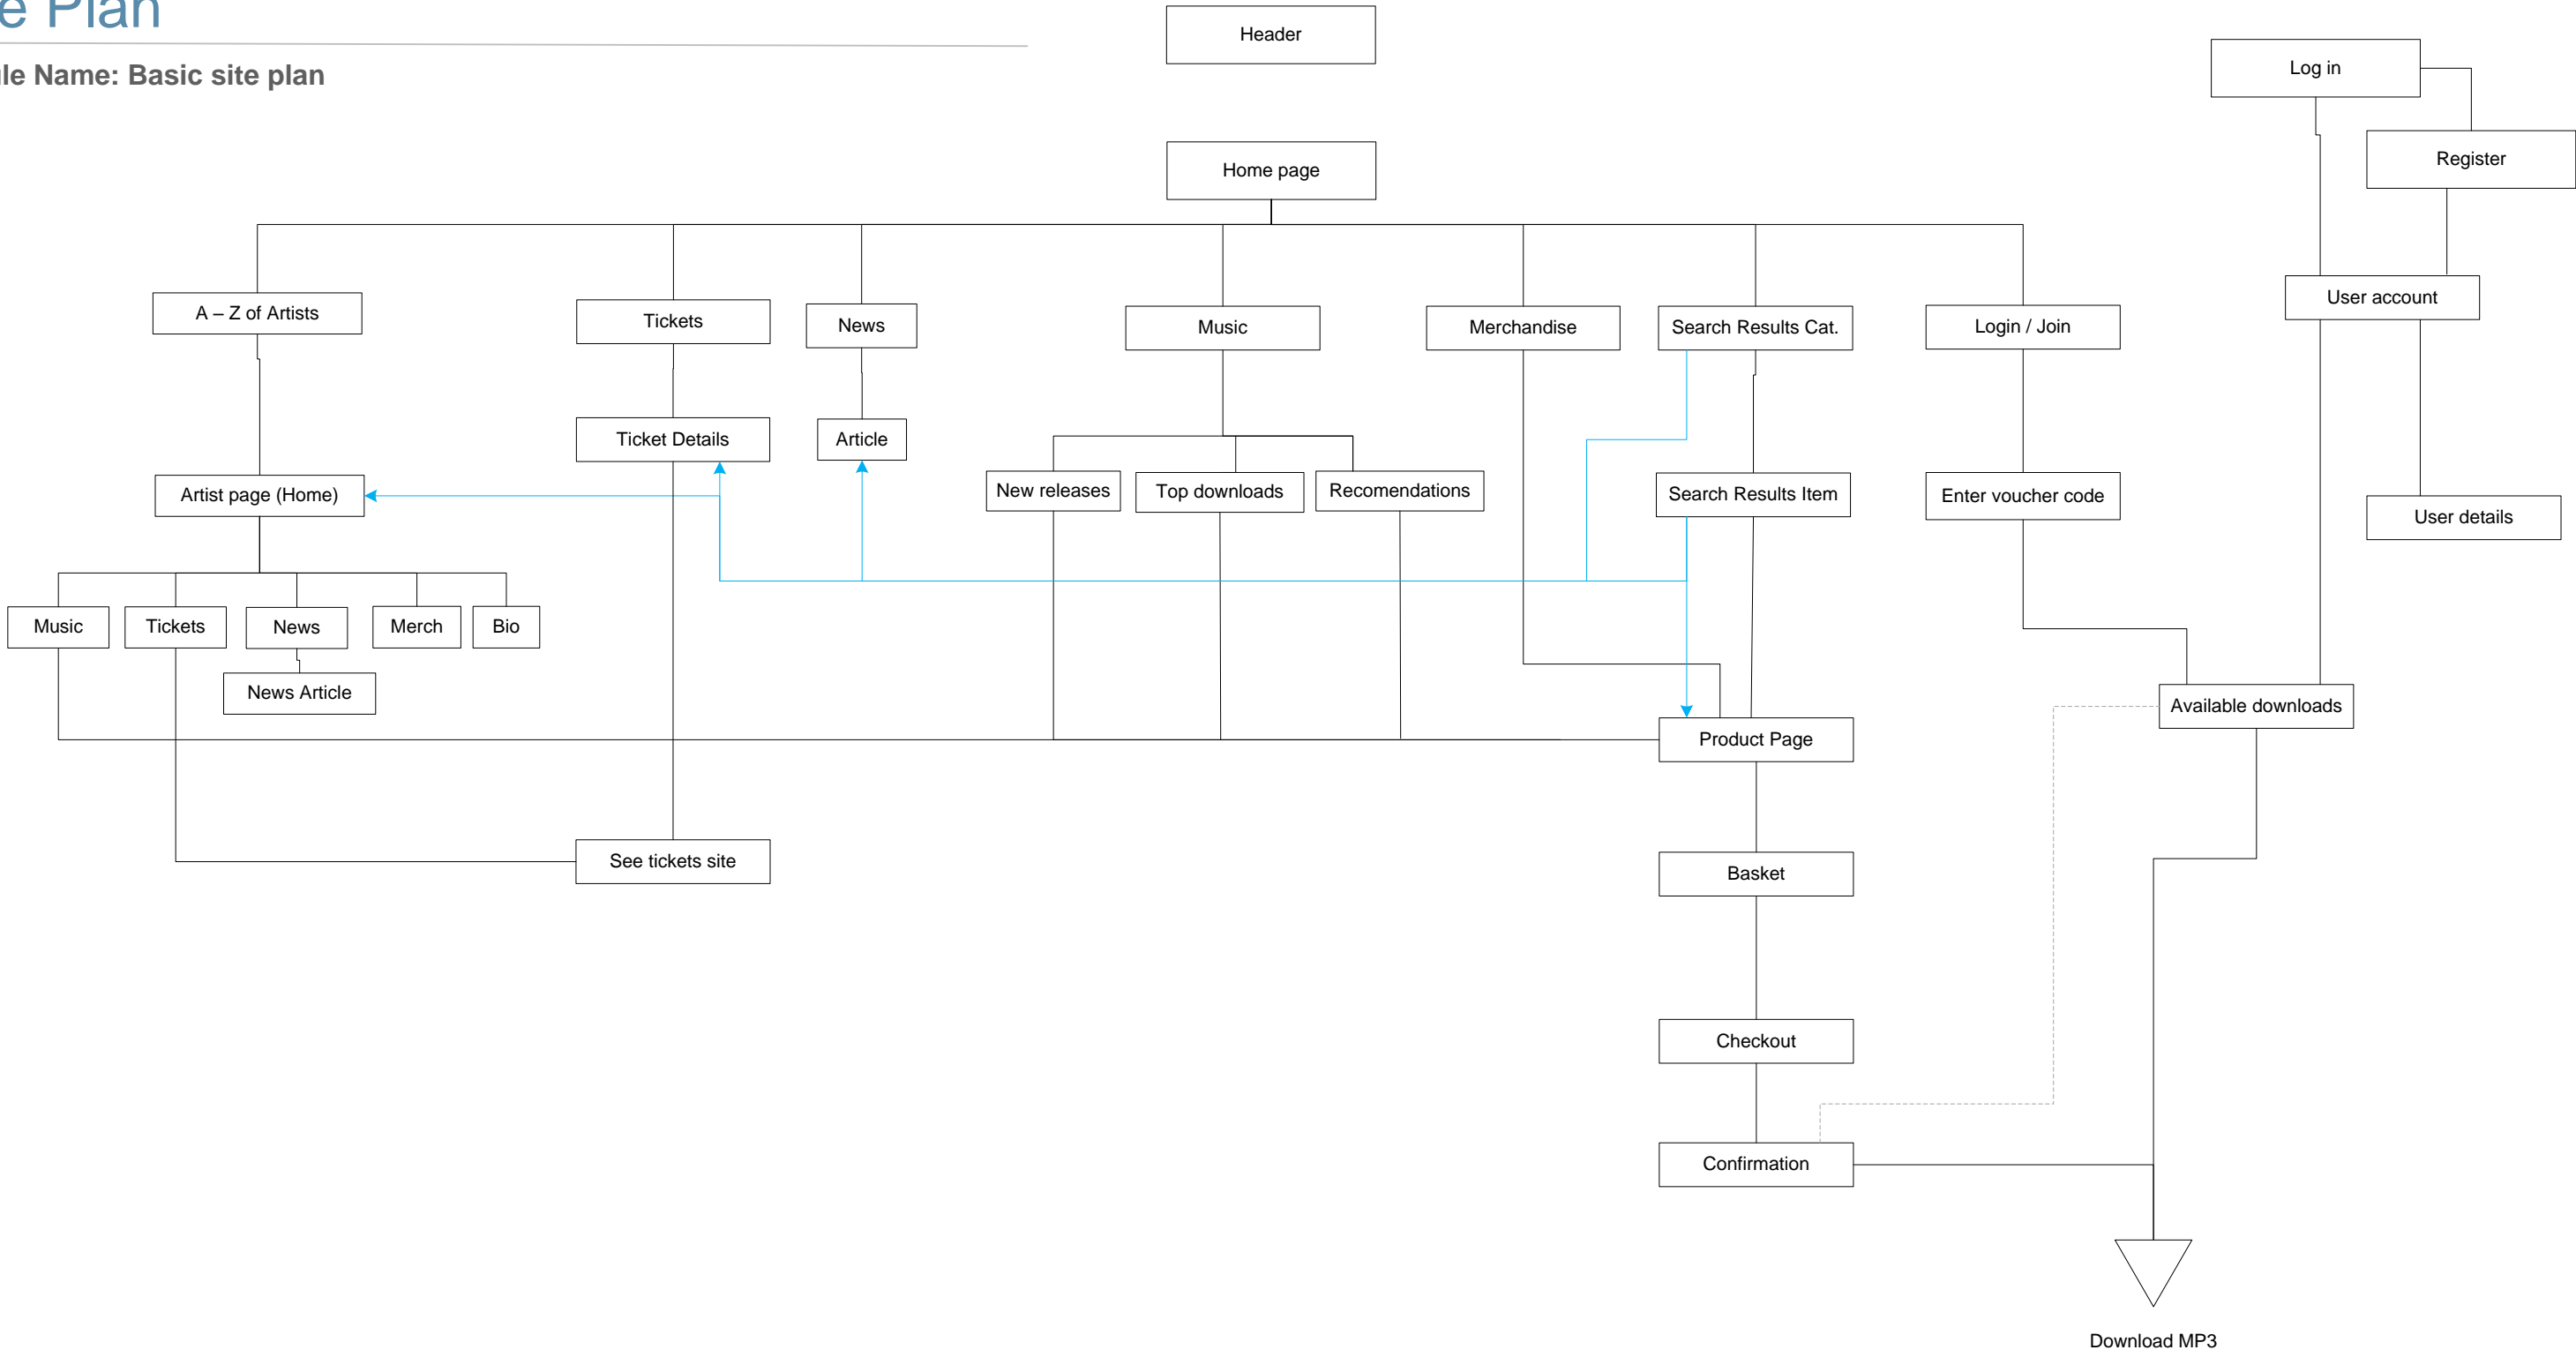 e Plan
le Name: Basic site plan
Header
Log in
Register
Home page
User account
A – Z of Artists
Tickets
News
Music
Merchandise
Search Results Cat.
Login / Join
Ticket Details
Article
Artist page (Home)
New releases
Top downloads
Recomendations
Search Results Item
Enter voucher code
User details
Music
Tickets
News
Merch
Bio
News Article
Available downloads
Product Page
See tickets site
Basket
Checkout
Confirmation
Download MP3